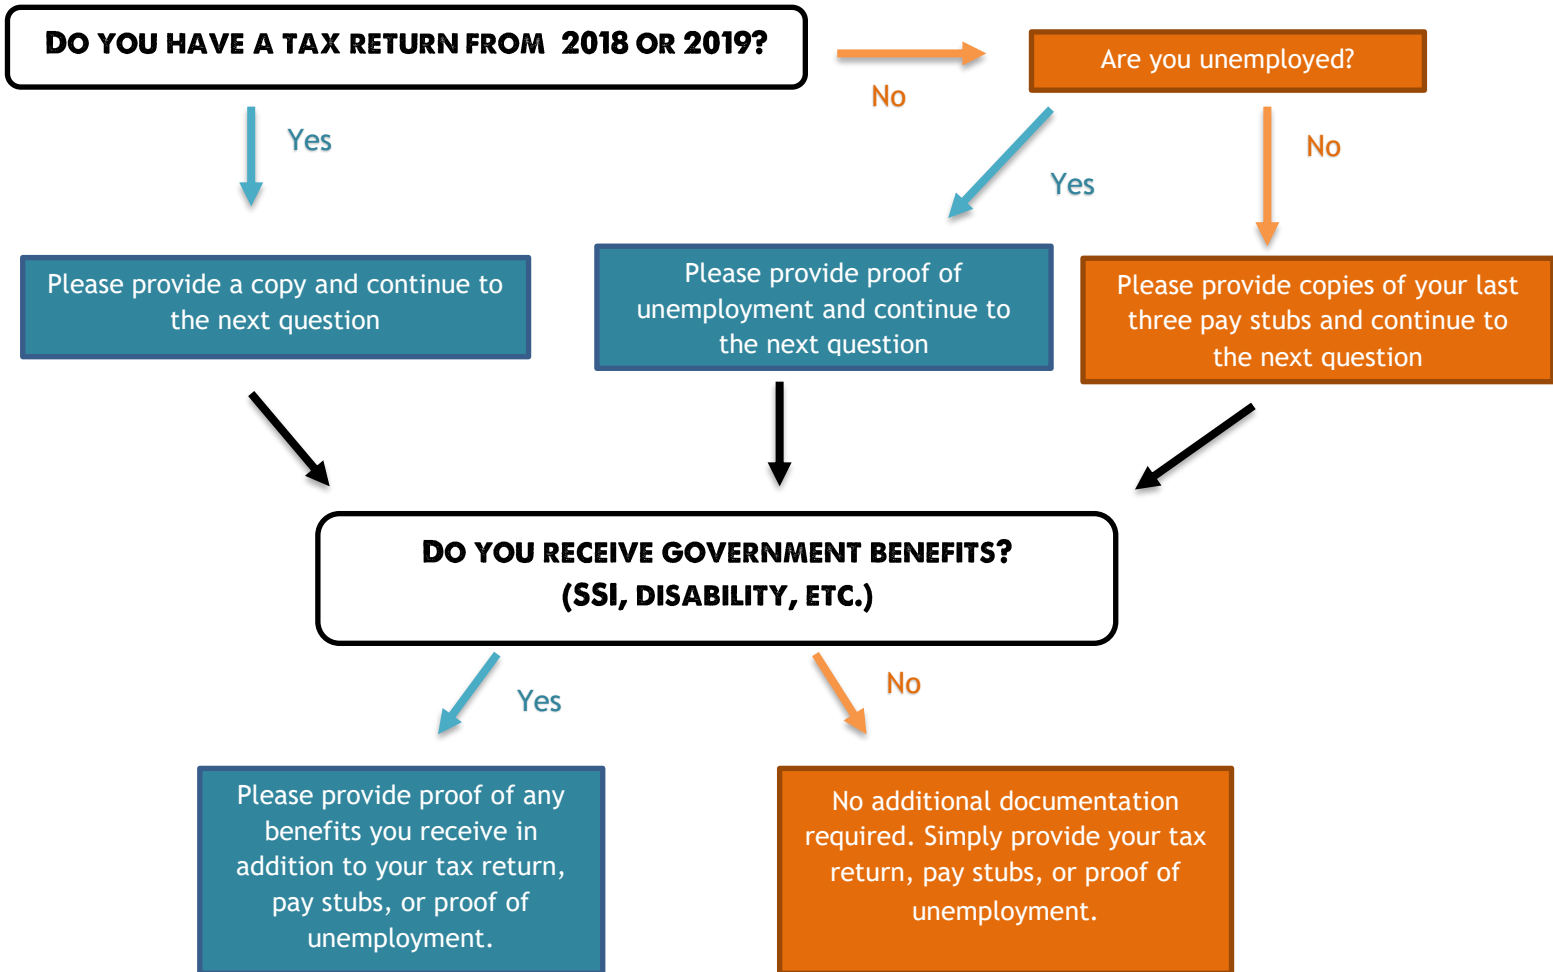 DO YOU HAVE A TAX RETURN FROM 2018 OR 2019?
No
Are you unemployed?
Yes
Yes
No
Please provide a copy and continue to
the next question
Please provide proof of
unemployment and continue to
the next question
Please provide copies of your last
three pay stubs and continue to
the next question
DO YOU RECEIVE GOVERNMENT BENEFITS?
(SSI, DISABILITY, ETC.)
Yes
No
Please provide proof of any
benefits you receive in
addition to your tax return,
pay stubs, or proof of
unemployment.
No additional documentation
required. Simply provide your tax
return, pay stubs, or proof of
unemployment.